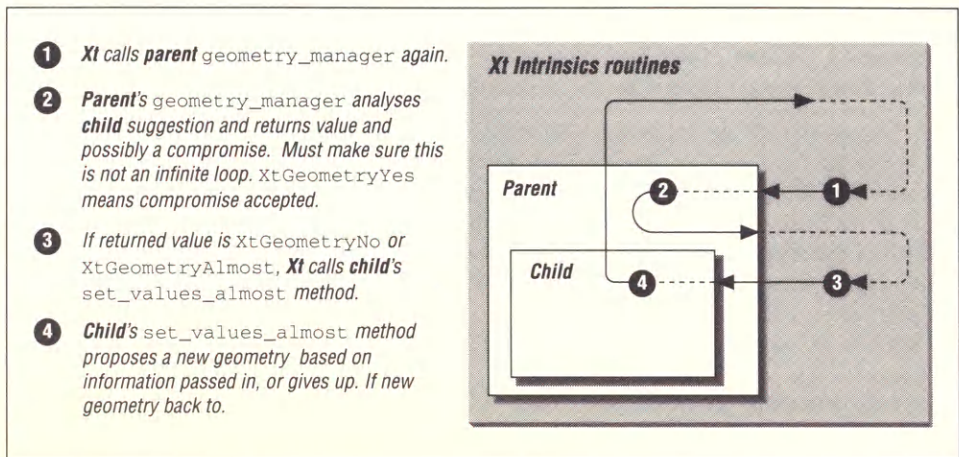 1 Xt calls parent geometry_manager again.
2 Parent's geometry_manager analyses
child suggestion and returns value and
possibly a compromise. Must make sure this
is not an infinite loop. XtGeometryYes
means compromise accepted.
3 If returned value is XtGeometryNo or
XtGeometryAlmost, Xt calls child's
set_values_almost method.
4 Child's set_values_almost method
proposes a new geometry based on
information passed in, or gives up. If new
geometry back to.
Xt Intrinsics routines
Parent
2
1
Child
4
3